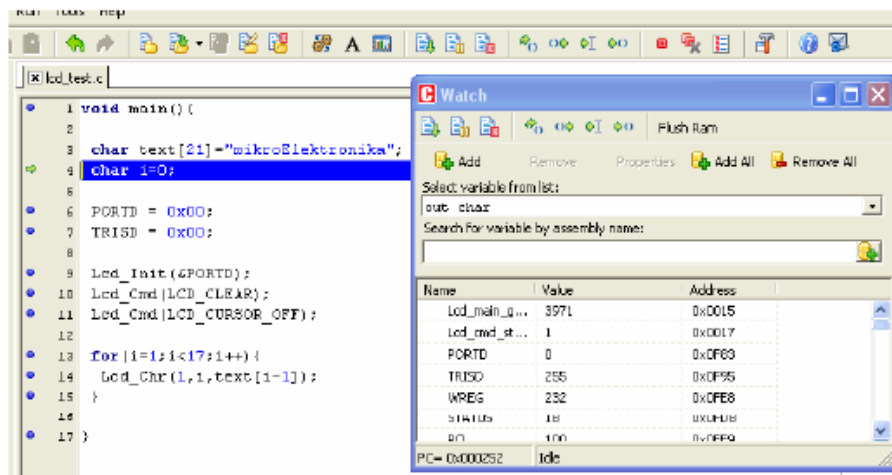 Run Tools Help
lcd_test.c
1 void main(){
2
3 char text[21]="mikroElektronika";
4 char i=0;
5
6 PORTD = 0x00;
7 TRISD = 0x00;
8
9 Lcd_Init(&PORTD);
10 Lcd_Cmd(LCD_CLEAR);
11 Lcd_Cmd(LCD_CURSOR_OFF);
12
13 for(i=1;i<17;i++){
14 Lcd_Chr(1,i,text[i-1]);
15 }
16
17 }
Watch
Flush Ram
Add Remove Properties Add All Remove All
Select variable from list:
out_char
Search for variable by assembly name:
Name Value Address
Lcd_main_g... 3971 0x0015
Lcd_cmd_st... 1 0x0017
PORTD 0 0x0F83
TRISD 255 0x0F95
WREG 232 0x0FE8
STATUS 18 0x0FD8
100
PC= 0x000252 Idle